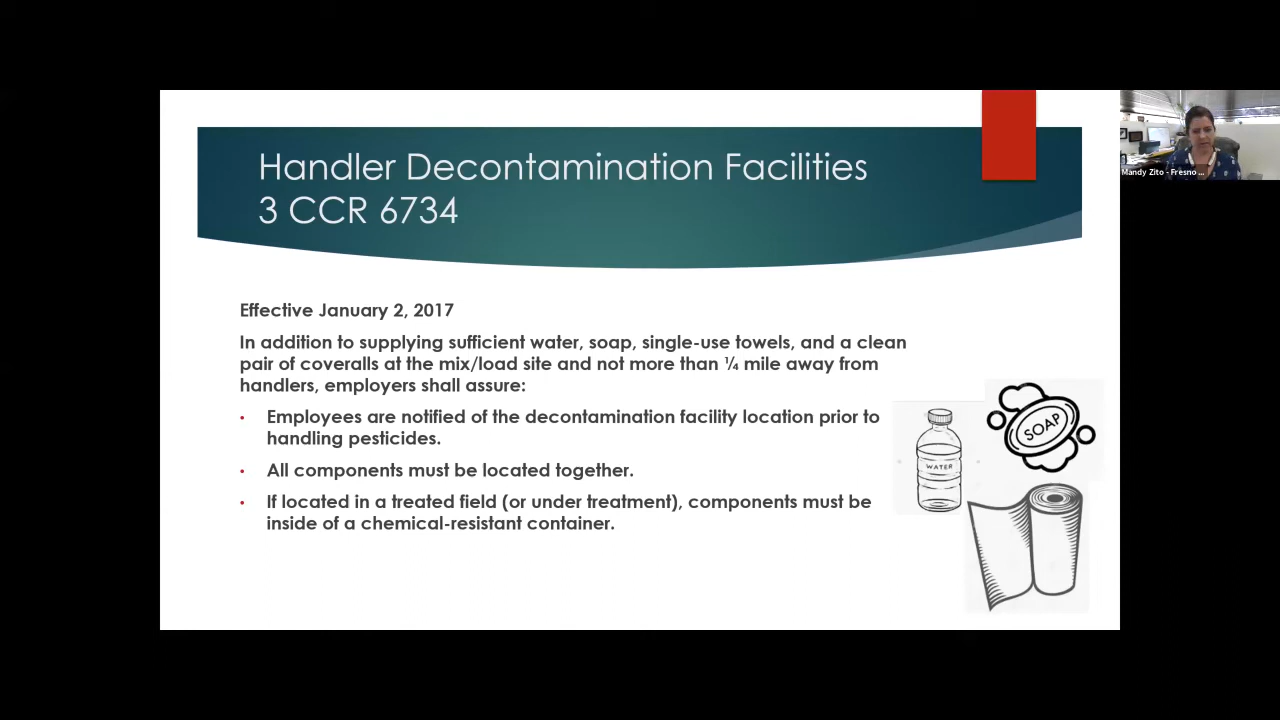 Handler Decontamination Facilities
3 CCR 6734
Effective January 2, 2017
In addition to supplying sufficient water, soap, single-use towels, and a clean
pair of coveralls at the mix/load site and not more than ¼ mile away from
handlers, employers shall assure:
• Employees are notified of the decontamination facility location prior to
handling pesticides.
• All components must be located together.
• If located in a treated field (or under treatment), components must be
inside of a chemical-resistant container.
WATER
SOAP
Mandy Zito - Fresno ...